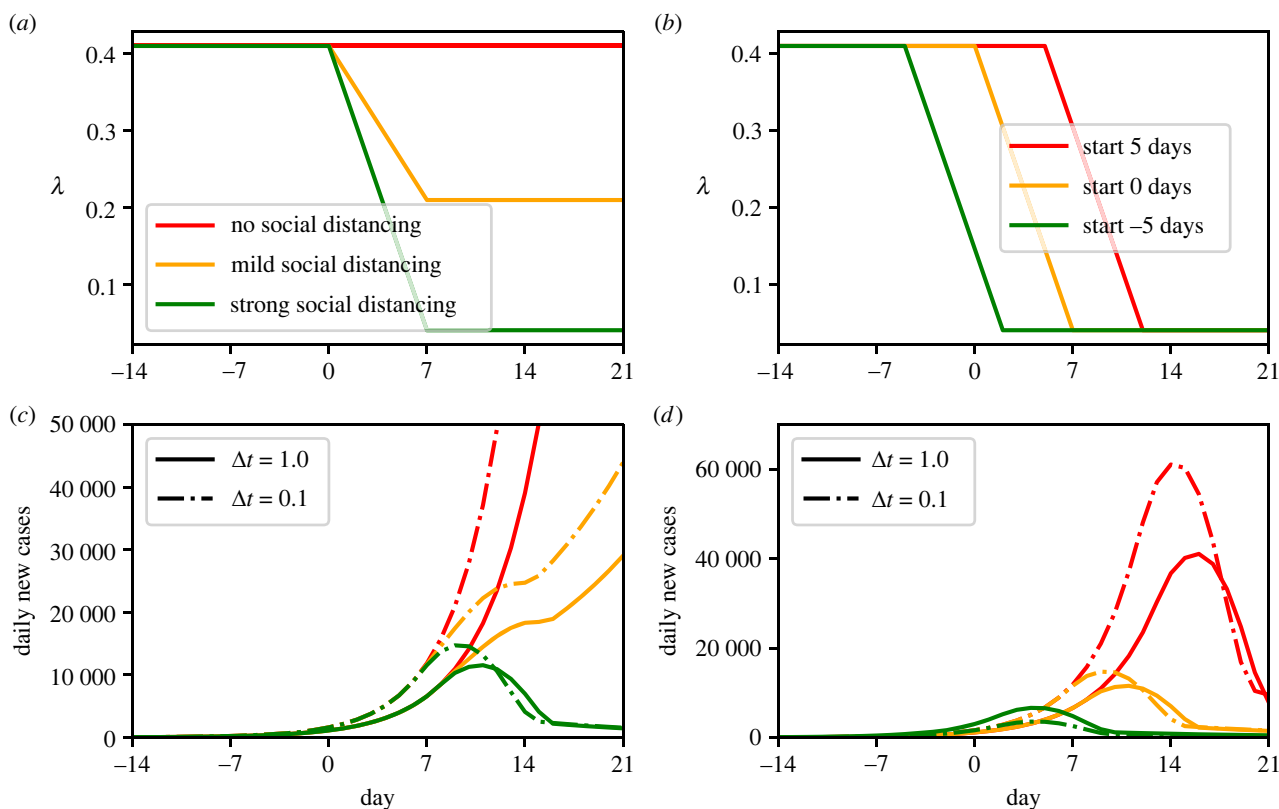 (a)
0.4
0.3
λ
0.2
0.1
no social distancing
mild social distancing
strong social distancing
–14 –7 0 7 14 21
(b)
0.4
0.3
λ
0.2
0.1
start 5 days
start 0 days
start –5 days
–14 –7 0 7 14 21
(c)
50 000
40 000
30 000
20 000
10 000
0
daily new cases
Δt = 1.0
Δt = 0.1
–14 –7 0 7 14 21
day
(d)
60 000
40 000
20 000
0
daily new cases
Δt = 1.0
Δt = 0.1
–14 –7 0 7 14 21
day